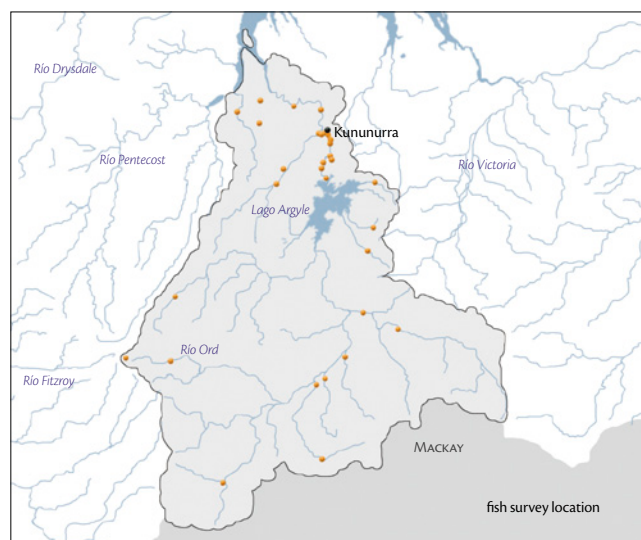 Río Drysdale
Kununurra
Río Pentecost
Río Victoria
Lago Argyle
Río Ord
Río Fitzroy
MACKAY
fish survey location